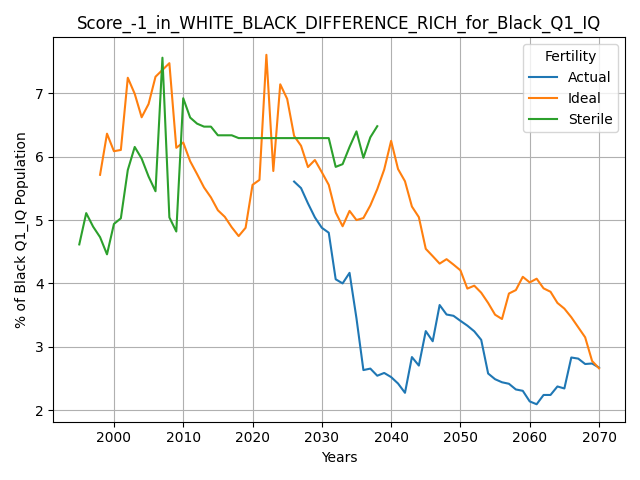 Score_-1_in_WHITE_BLACK_DIFFERENCE_RICH_for_Black_Q1_IQ
Fertility
Actual
Ideal
Sterile
% of Black Q1_IQ Population
7
6
5
4
3
2
2000 2010 2020 2030 2040 2050 2060 2070
Years